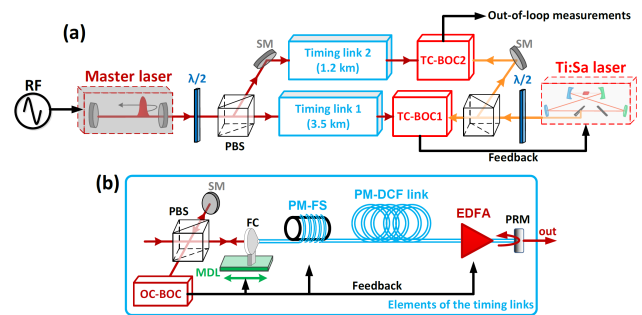 Out-of-loop measurements
(a)
SM
Timing link 2
(1.2 km)
TC-BOC2
SM
Ti:Sa laser
RF
Master laser
λ/2
λ/2
PBS
Timing link 1
(3.5 km)
TC-BOC1
Feedback
(b)
SM
PBS
FC
PM-FS
PM-DCF link
EDFA
PRM
out
MDL
OC-BOC
Feedback
Elements of the timing links